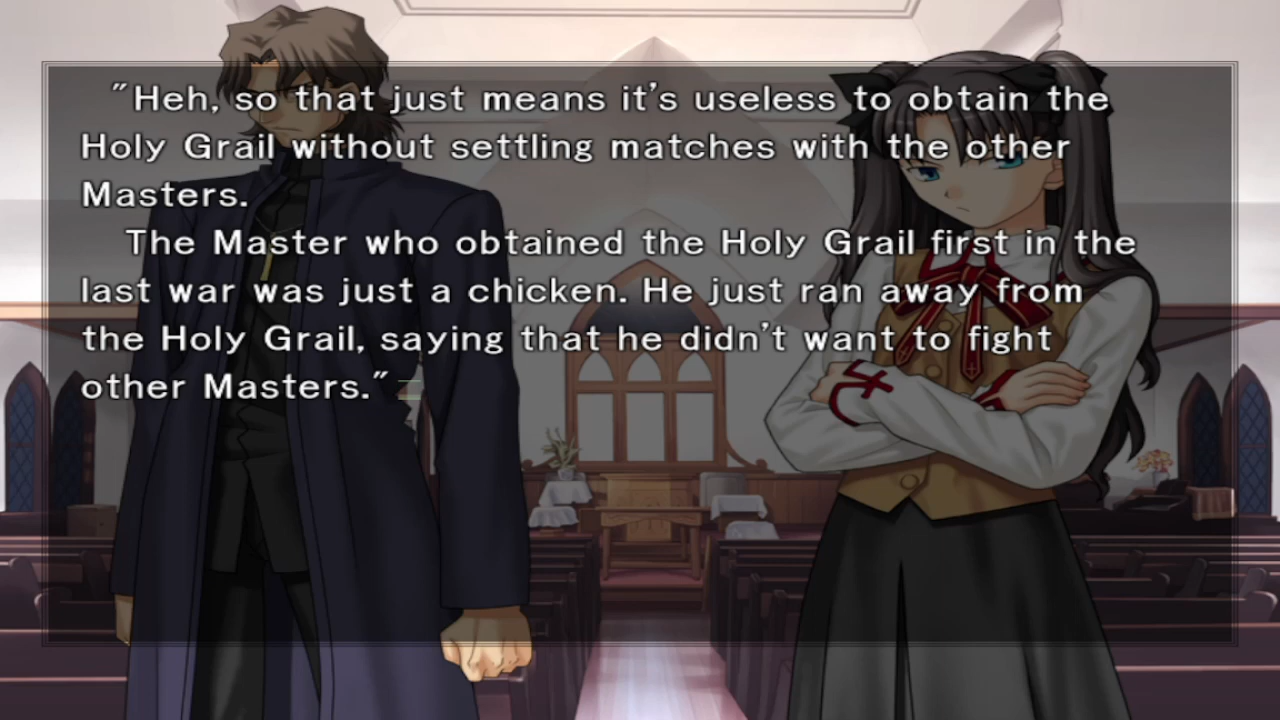 "Heh, so that just means it's useless to obtain the
Holy Grail without settling matches with the other
Masters.
The Master who obtained the Holy Grail first in the
last war was just a chicken. He just ran away from
the Holy Grail, saying that he didn't want to fight
other Masters."